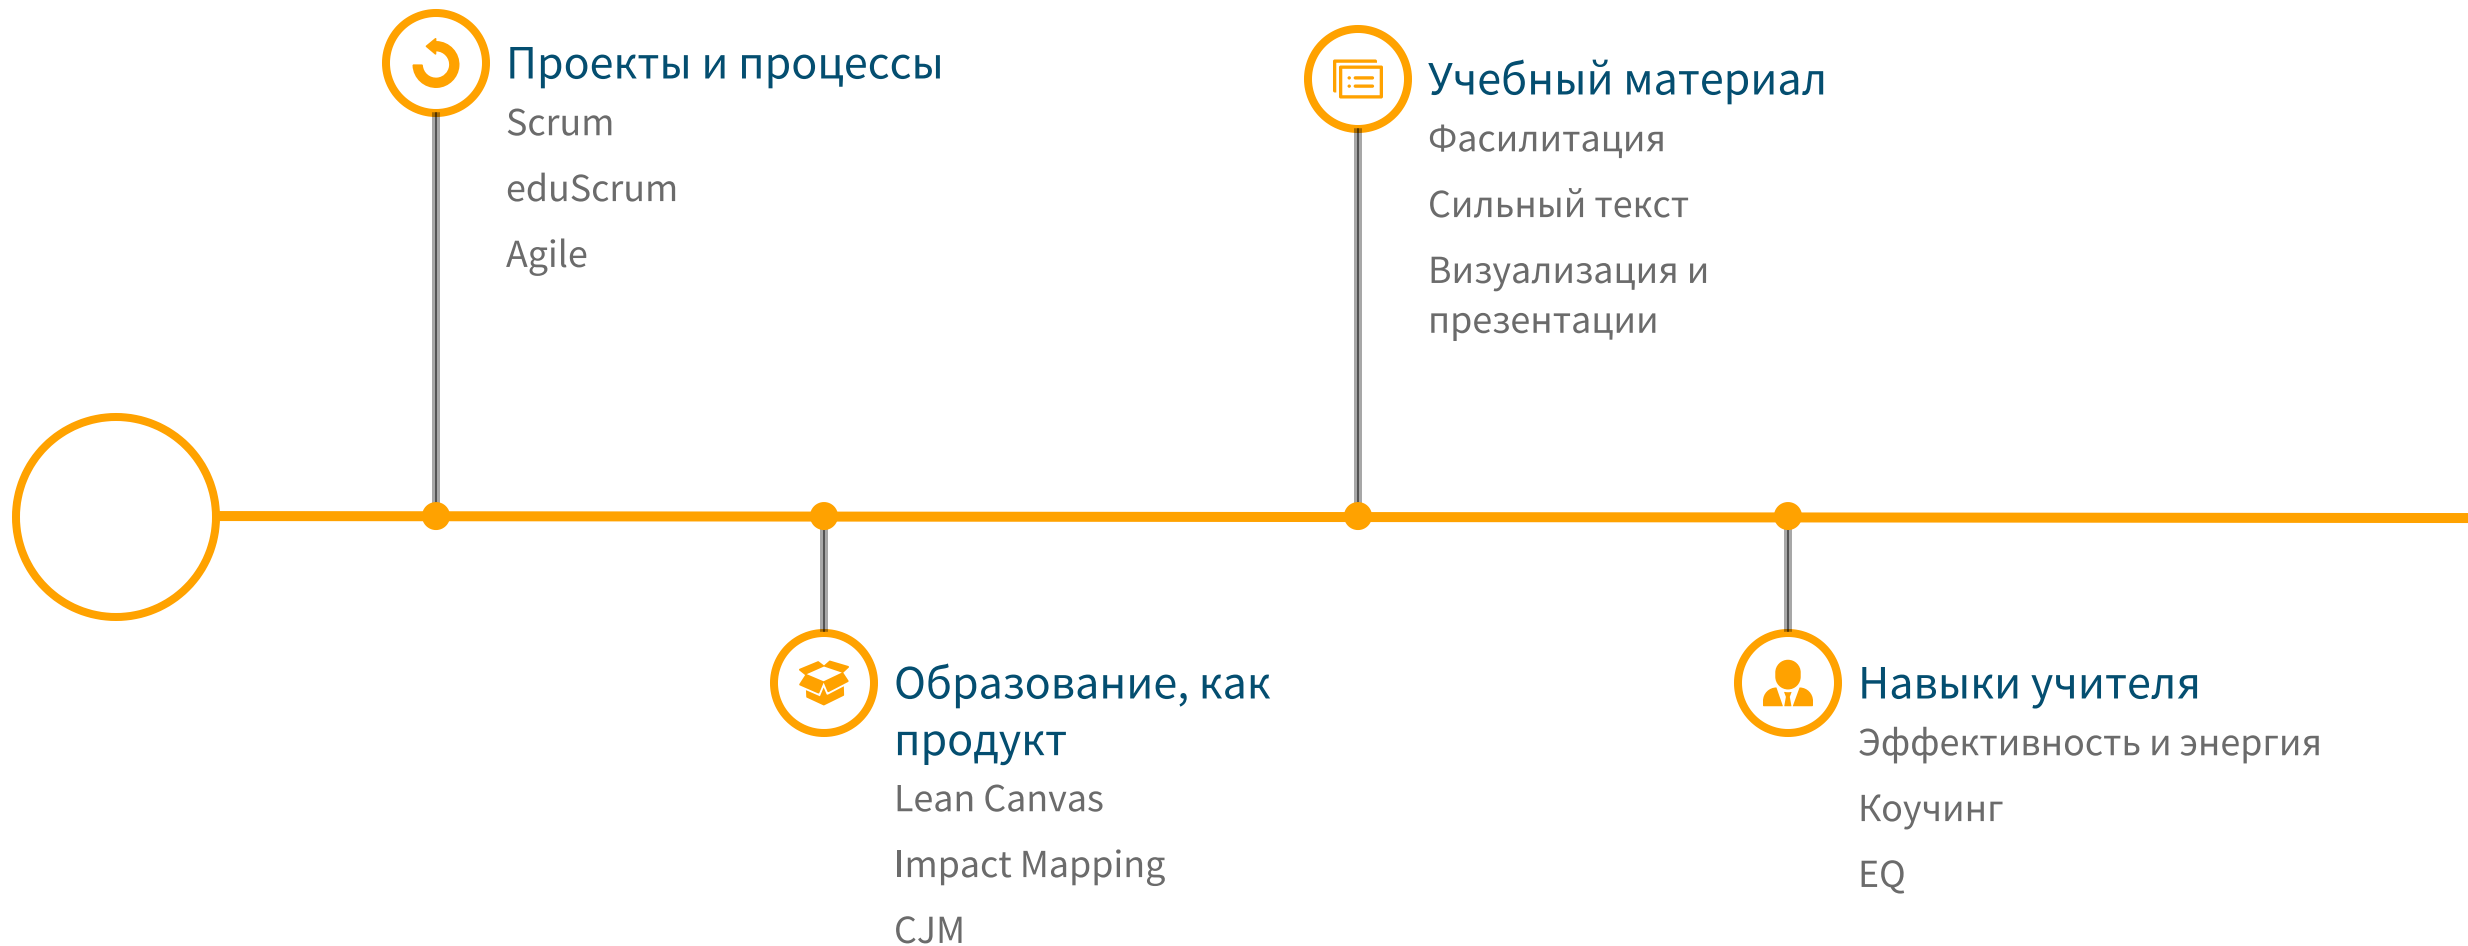 Проекты и процессы
Scrum
eduScrum
Agile
Учебный материал
Фасилитация
Сильный текст
Визуализация и
презентации
Образование, как
продукт
Lean Canvas
Impact Mapping
CJM
Навыки учителя
Эффективность и энергия
Коучинг
EQ